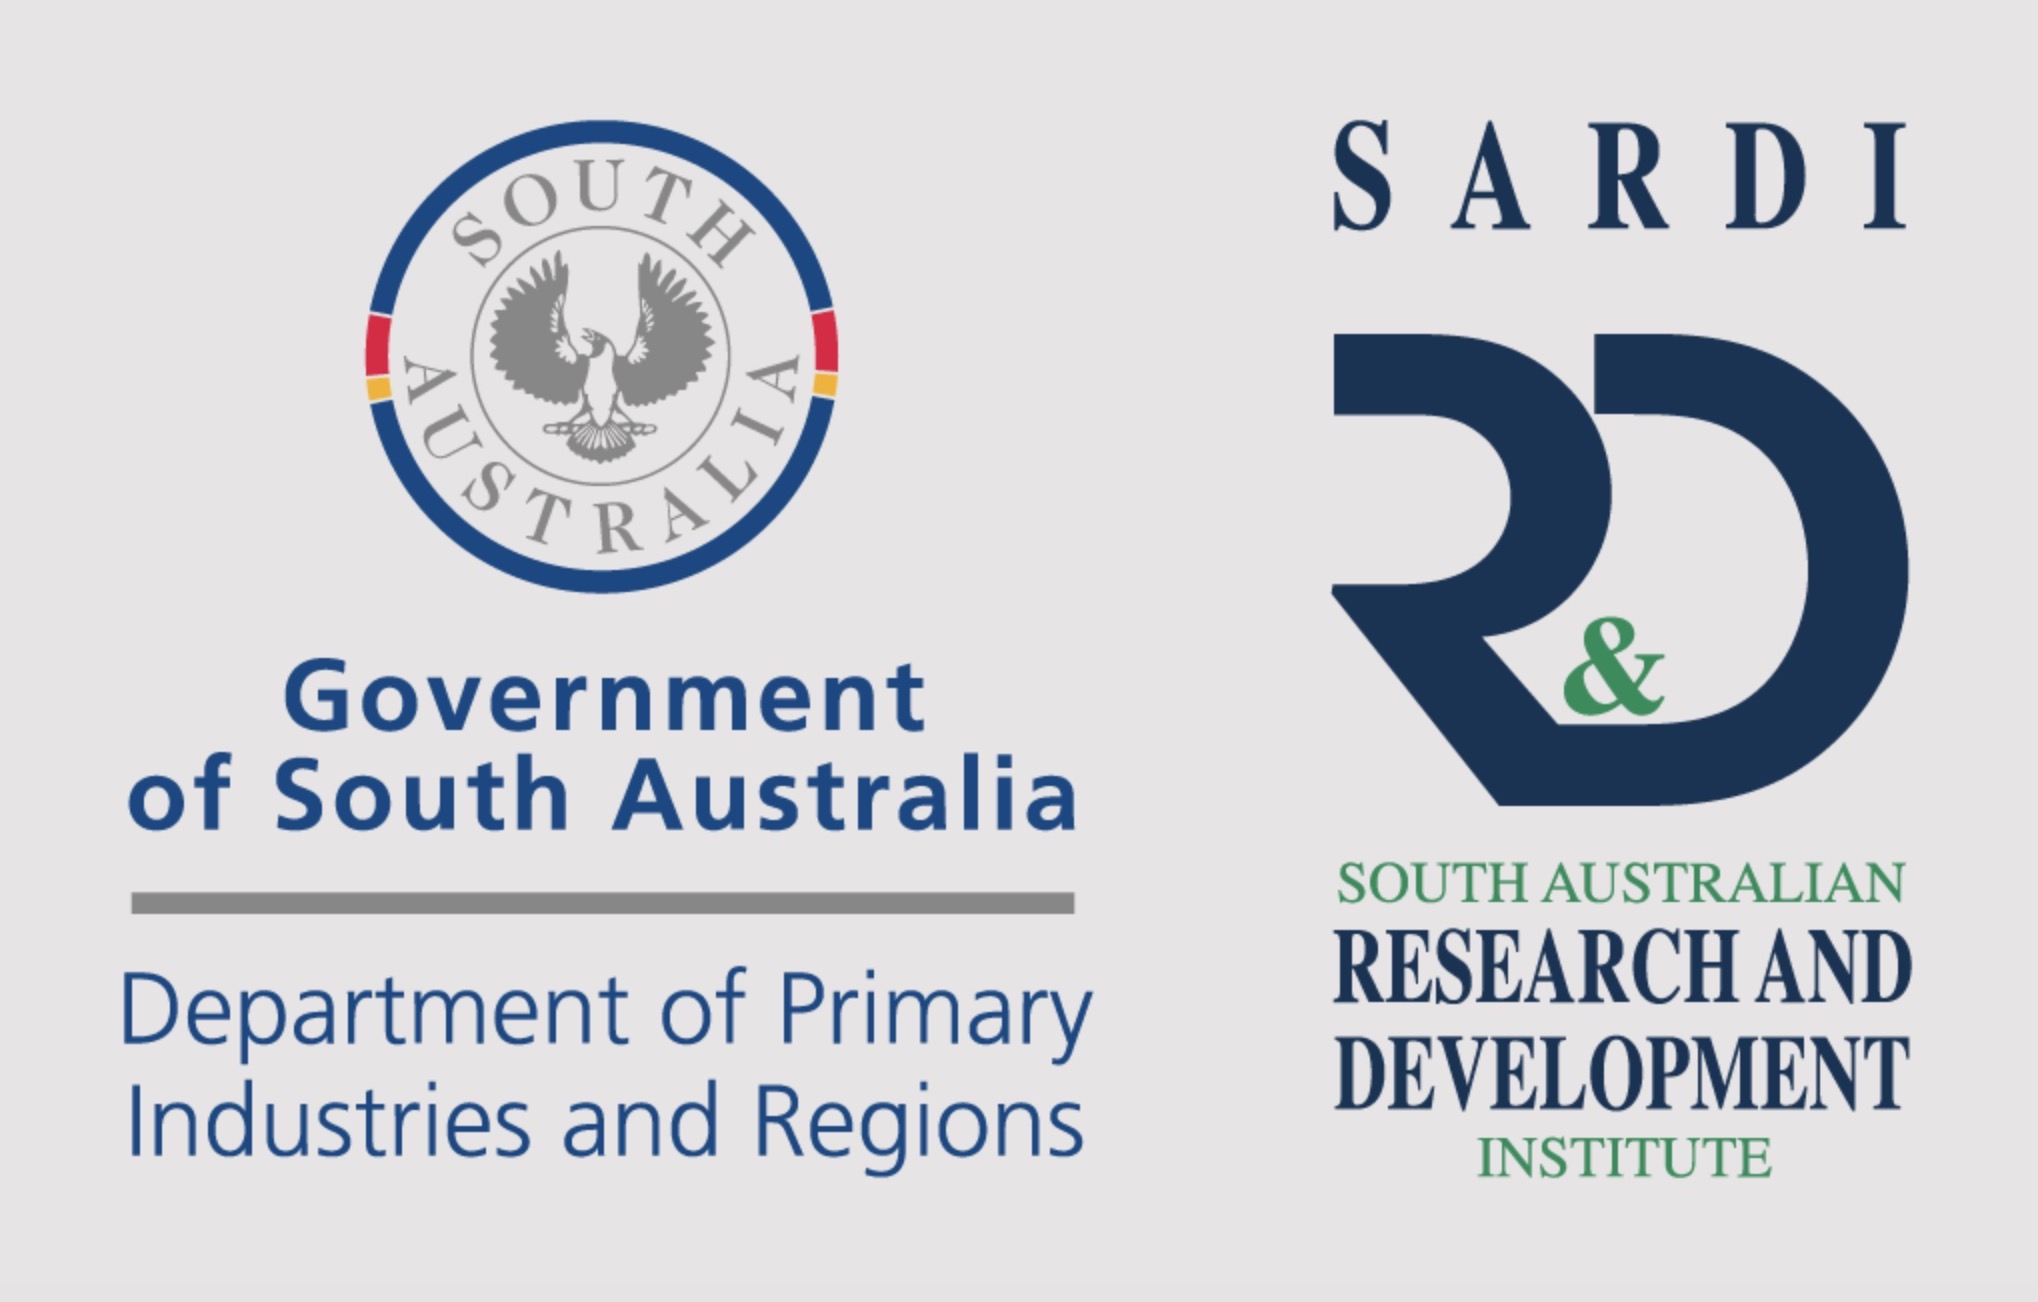 SOUTH
AUSTRALIA
Government
of South Australia
Department of Primary
Industries and Regions
SARDI
R&D
SOUTH AUSTRALIAN
RESEARCH AND
DEVELOPMENT
INSTITUTE